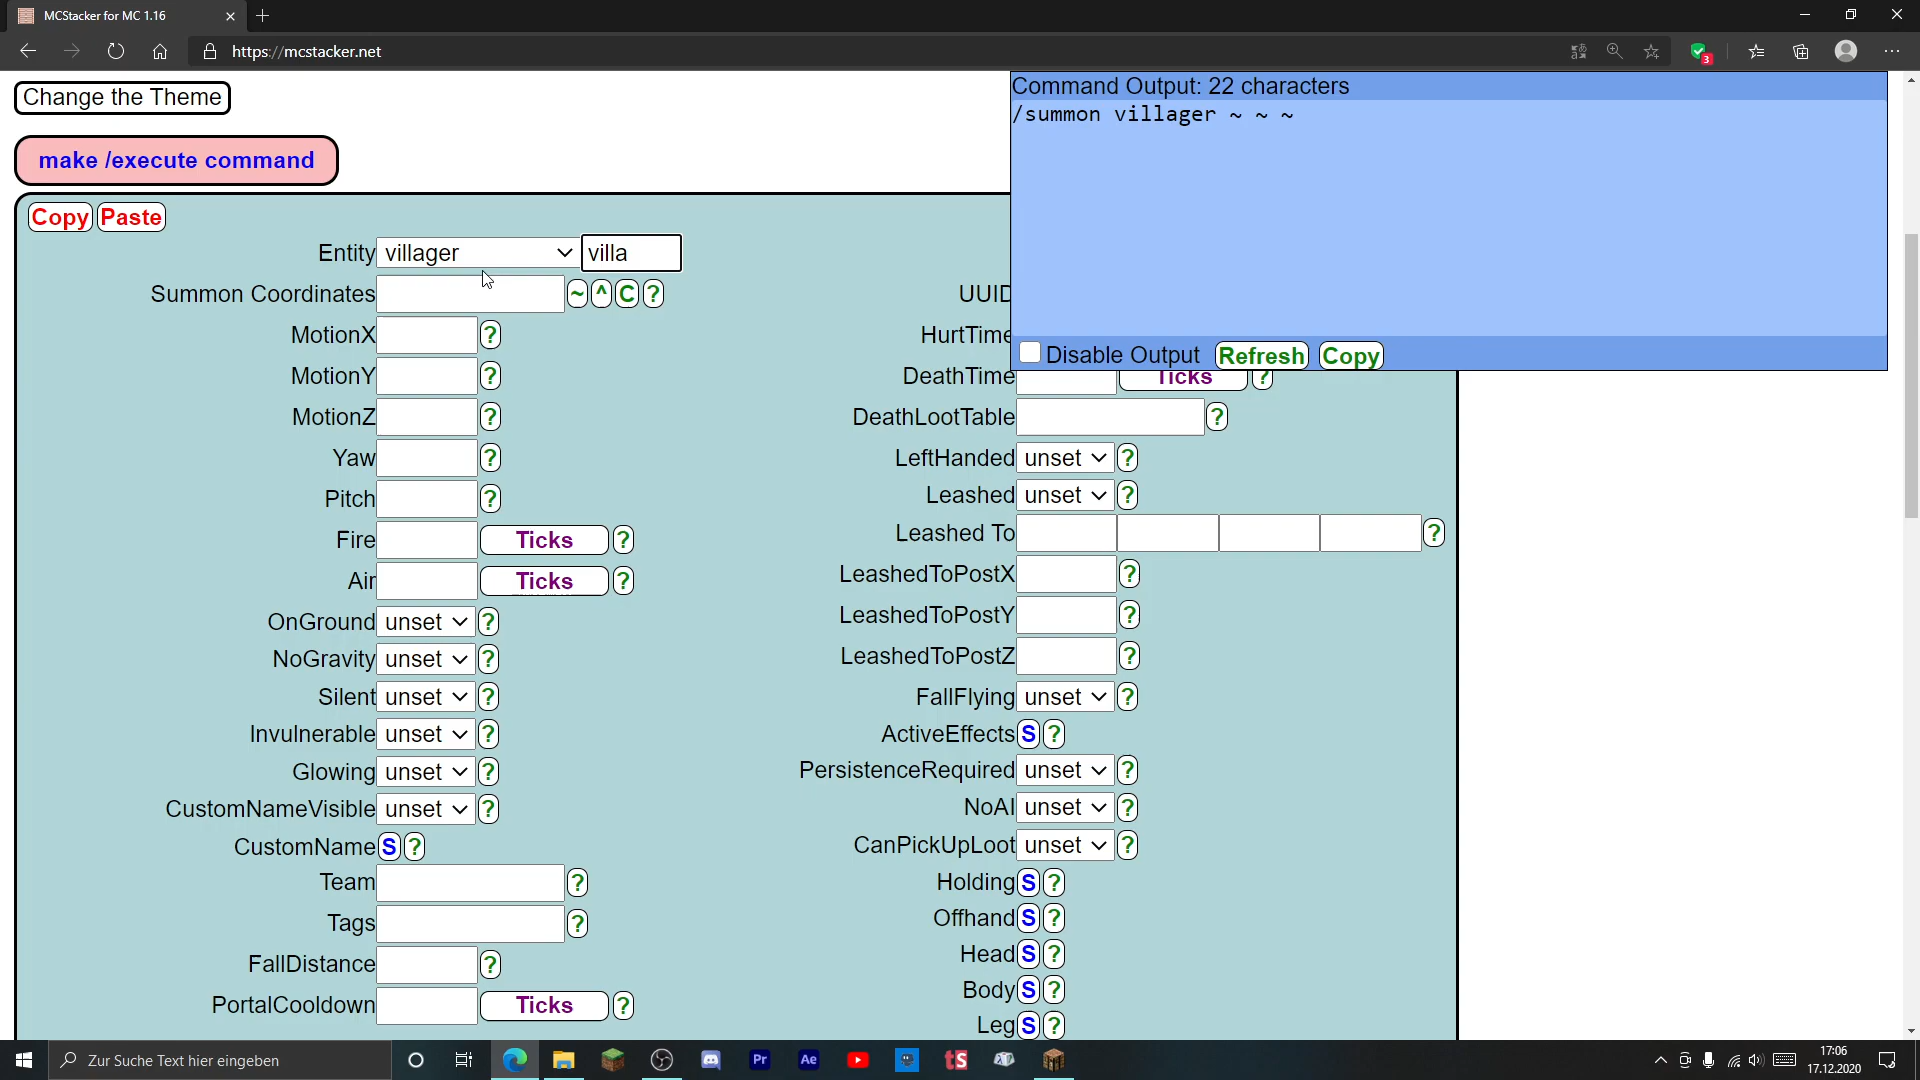 MCStacker for MC 1.16
https://mcstacker.net
3
Change the Theme
make /execute command
Command Output: 22 characters
/summon villager ~ ~ ~
Disable Output Refresh Copy
Copy Paste
Entity villager villa
Summon Coordinates ~ ^ C ?
MotionX ?
MotionY ?
MotionZ ?
Yaw ?
Pitch ?
Fire Ticks ?
Air Ticks ?
OnGround unset ?
NoGravity unset ?
Silent unset ?
Invulnerable unset ?
Glowing unset ?
CustomNameVisible unset ?
CustomName S ?
Team ?
Tags ?
FallDistance ?
PortalCooldown Ticks ?
UUID
HurtTime
DeathTime Ticks ?
DeathLootTable ?
LeftHanded unset ?
Leashed unset ?
Leashed To ?
LeashedToPostX ?
LeashedToPostY ?
LeashedToPostZ ?
FallFlying unset ?
ActiveEffects S ?
PersistenceRequired unset ?
NoAI unset ?
CanPickUpLoot unset ?
Holding S ?
Offhand S ?
Head S ?
Body S ?
Leg S ?
Zur Suche Text hier eingeben
Pr
Ae
tS
17:06
17.12.2020